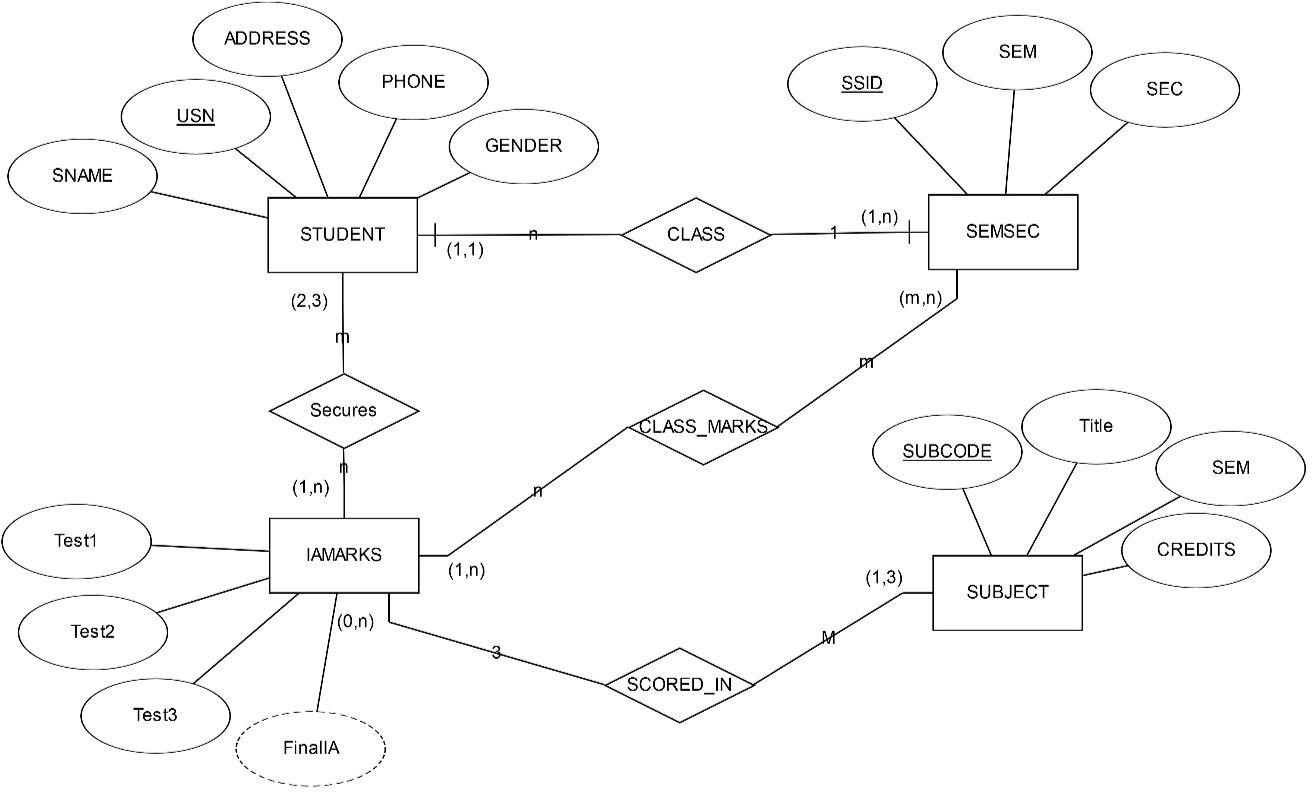 ADDRESS
PHONE
USN
GENDER
SNAME
SSID
SEM
SEC
STUDENT
(1,1)
n
CLASS
1
(1,n)
SEMSEC
(2,3)
m
Secures
n
(1,n)
(m,n)
m
CLASS_MARKS
n
(1,n)
SUBCODE
Title
SEM
CREDITS
Test1
IAMARKS
Test2
Test3
FinalIA
(0,n)
3
SCORED_IN
M
(1,3)
SUBJECT